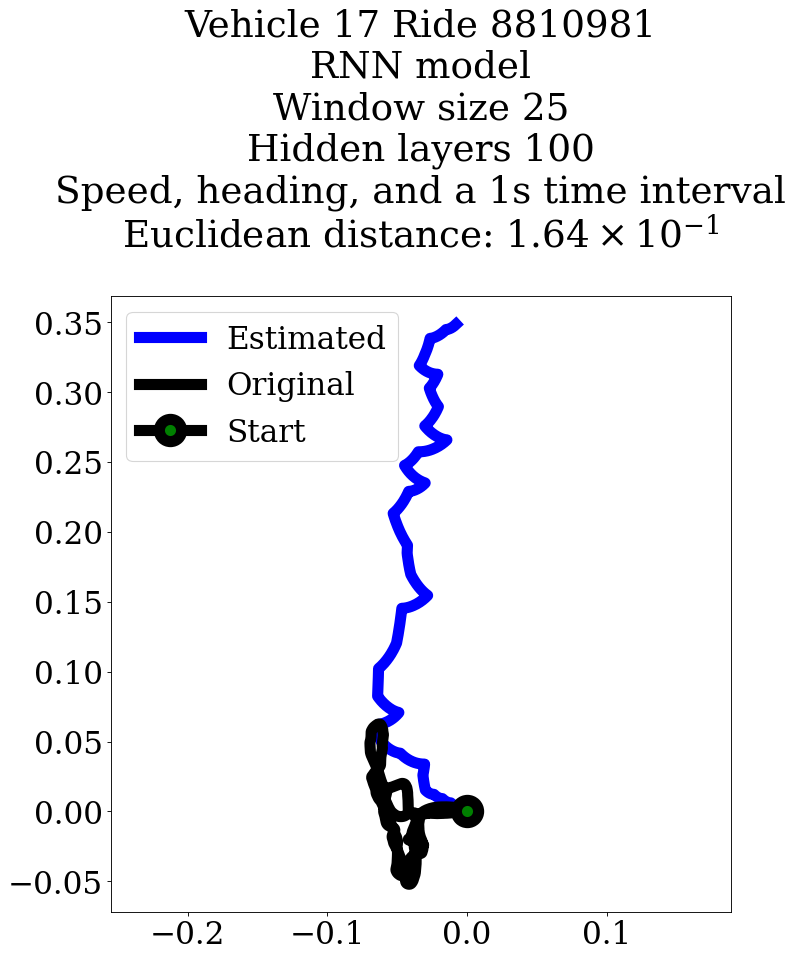 Vehicle 17 Ride 8810981
RNN model
Window size 25
Hidden layers 100
Speed, heading, and a 1s time interval
Euclidean distance: 1.64 × 10⁻¹
Estimated
Original
Start
0.35
0.30
0.25
0.20
0.15
0.10
0.05
0.00
−0.05
−0.2
−0.1
0.0
0.1